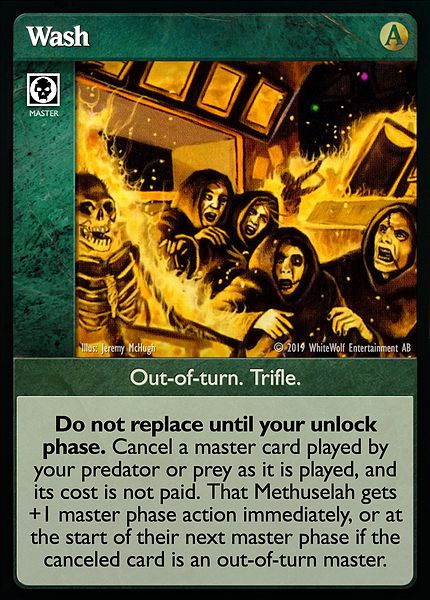 Wash
A
MASTER
Illus: Jeremy McHugh
© 2019 WhiteWolf Entertainment AB
Out-of-turn. Trifle.
Do not replace until your unlock
phase. Cancel a master card played by
your predator or prey as it is played, and
its cost is not paid. That Methuselah gets
+1 master phase action immediately, or at
the start of their next master phase if the
canceled card is an out-of-turn master.